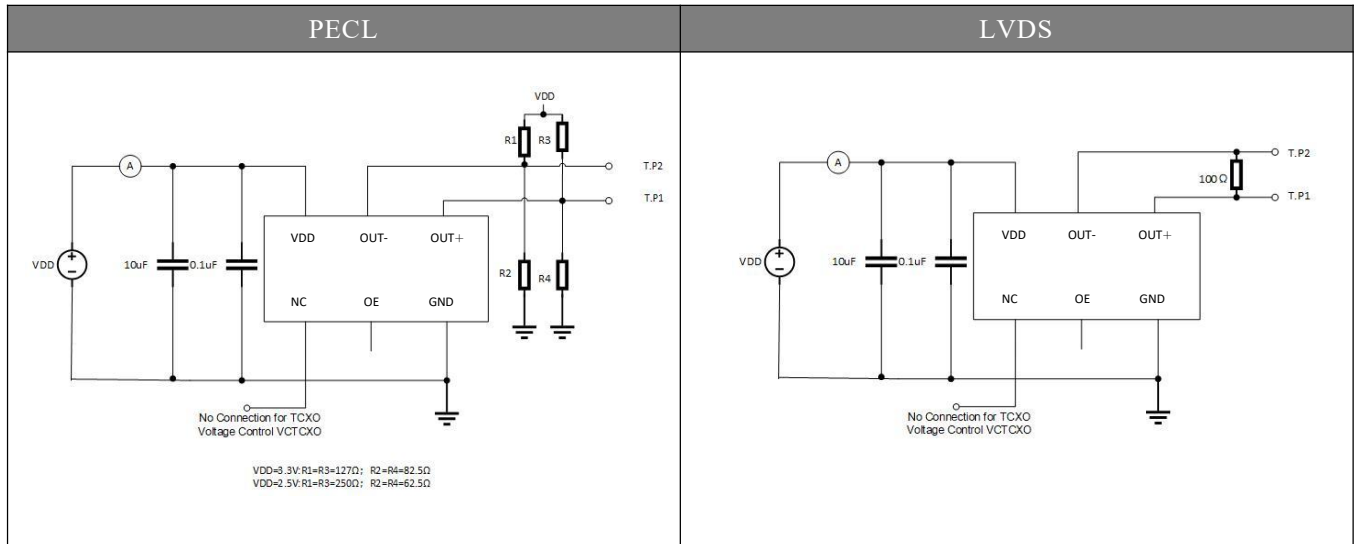 PECL
LVDS
VDD
R1
R3
A
T.P2
T.P1
VDD OUT- OUT+
VDD
10uF
0.1uF
R2
R4
NC OE GND
No Connection for TCXO
Voltage Control VCTCXO
VDD=3.3V:R1=R3=127Ω; R2=R4=82.5Ω
VDD=2.5V:R1=R3=250Ω; R2=R4=62.5Ω
A
T.P2
100Ω
T.P1
VDD OUT- OUT+
VDD
10uF
0.1uF
NC OE GND
No Connection for TCXO
Voltage Control VCTCXO